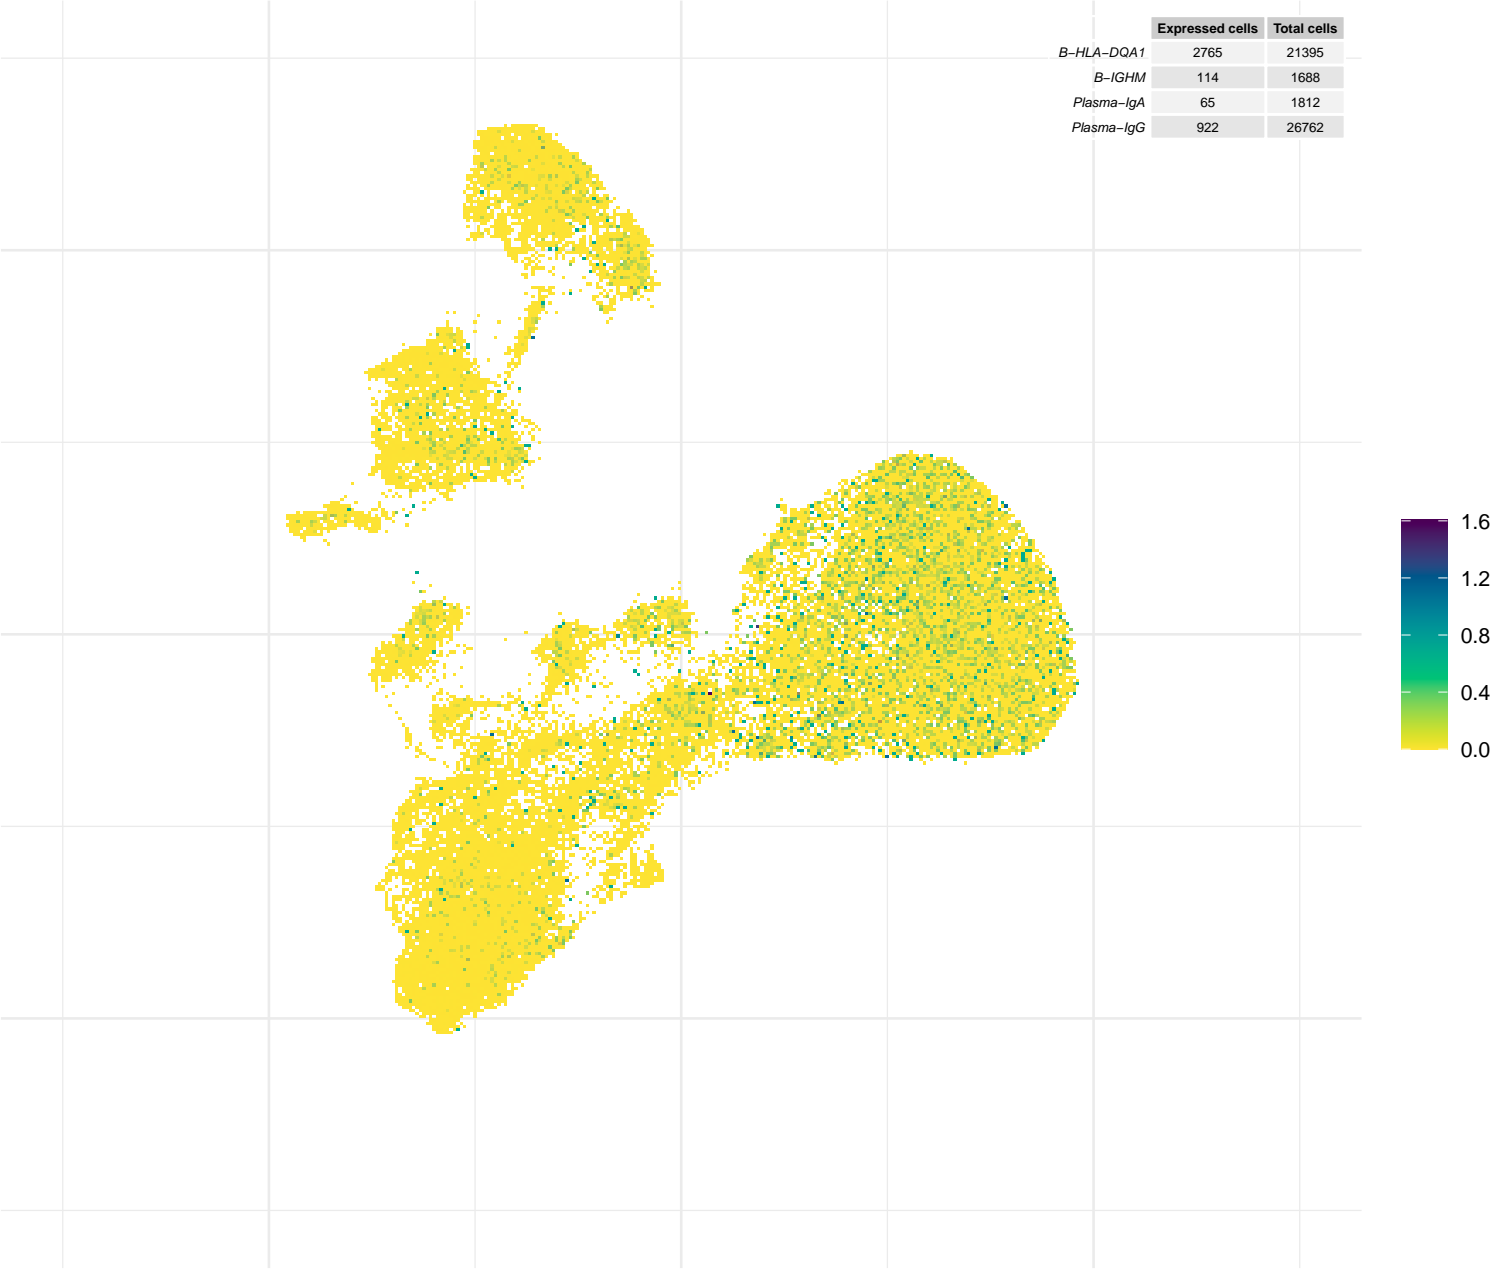 Expressed cells Total cells
B−HLA−DQA1 2765 21395
B−IGHM 114 1688
Plasma−IgA 65 1812
Plasma−IgG 922 26762
1.6
1.2
0.8
0.4
0.0